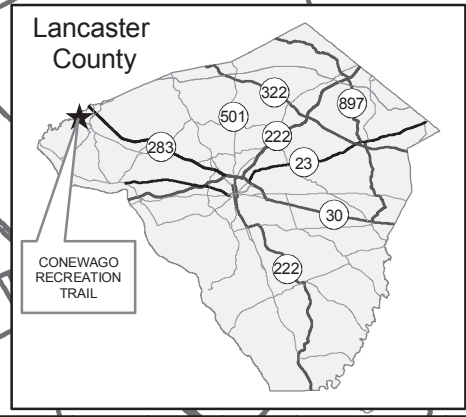 Lancaster
County
322
897
501
222
283
23
30
CONEWAGO
RECREATION
TRAIL
222